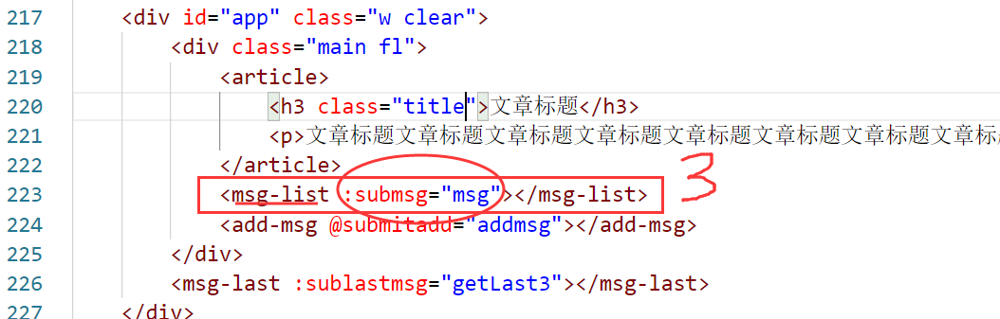 217 <div id="app" class="w clear">
218 <div class="main fl">
219 <article>
220 <h3 class="title">文章标题</h3>
221 <p>文章标题文章标题文章标题文章标题文章标题文章标题文章标题文章标
222 </article>
223 <msg-list :submsg="msg"></msg-list> 3
224 <add-msg @submitadd="addmsg"></add-msg>
225 </div>
226 <msg-last :sublastmsg="getLast3"></msg-last>
227 </div>